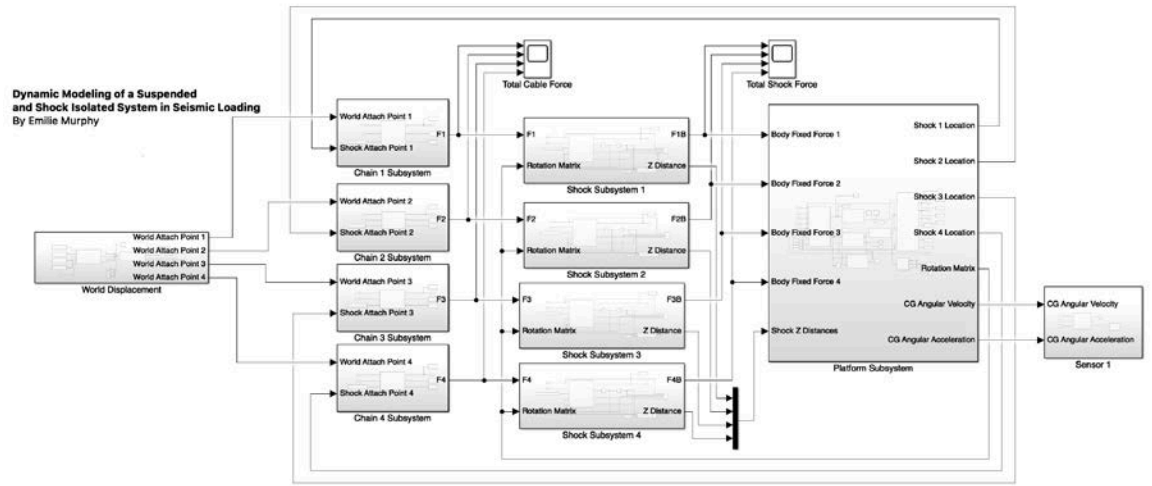 Dynamic Modeling of a Suspended
and Shock Isolated System in Seismic Loading
By Emilie Murphy
World Attach Point 1
World Attach Point 2
World Attach Point 3
World Attach Point 4
World Displacement
World Attach Point 1
Shock Attach Point 1
F1
Chain 1 Subsystem
World Attach Point 2
Shock Attach Point 2
F2
Chain 2 Subsystem
World Attach Point 3
Shock Attach Point 3
F3
Chain 3 Subsystem
World Attach Point 4
Shock Attach Point 4
F4
Chain 4 Subsystem
Total Cable Force
F1
Rotation Matrix
F1B
Z Distance
Shock Subsystem 1
F2
Rotation Matrix
F2B
Z Distance
Shock Subsystem 2
F3
Rotation Matrix
F3B
Z Distance
Shock Subsystem 3
F4
Rotation Matrix
F4B
Z Distance
Shock Subsystem 4
Total Shock Force
Body Fixed Force 1
Body Fixed Force 2
Body Fixed Force 3
Body Fixed Force 4
Shock Z Distances
Shock 1 Location
Shock 2 Location
Shock 3 Location
Shock 4 Location
Rotation Matrix
CG Angular Velocity
CG Angular Acceleration
Platform Subsystem
CG Angular Velocity
CG Angular Acceleration
Sensor 1